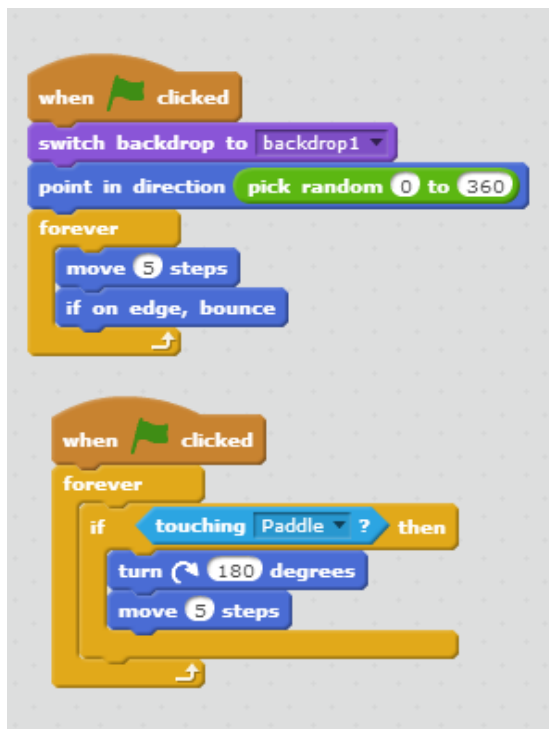 when clicked
switch backdrop to backdrop1
point in direction pick random 0 to 360
forever
move 5 steps
if on edge, bounce
when clicked
forever
if touching Paddle ? then
turn 180 degrees
move 5 steps